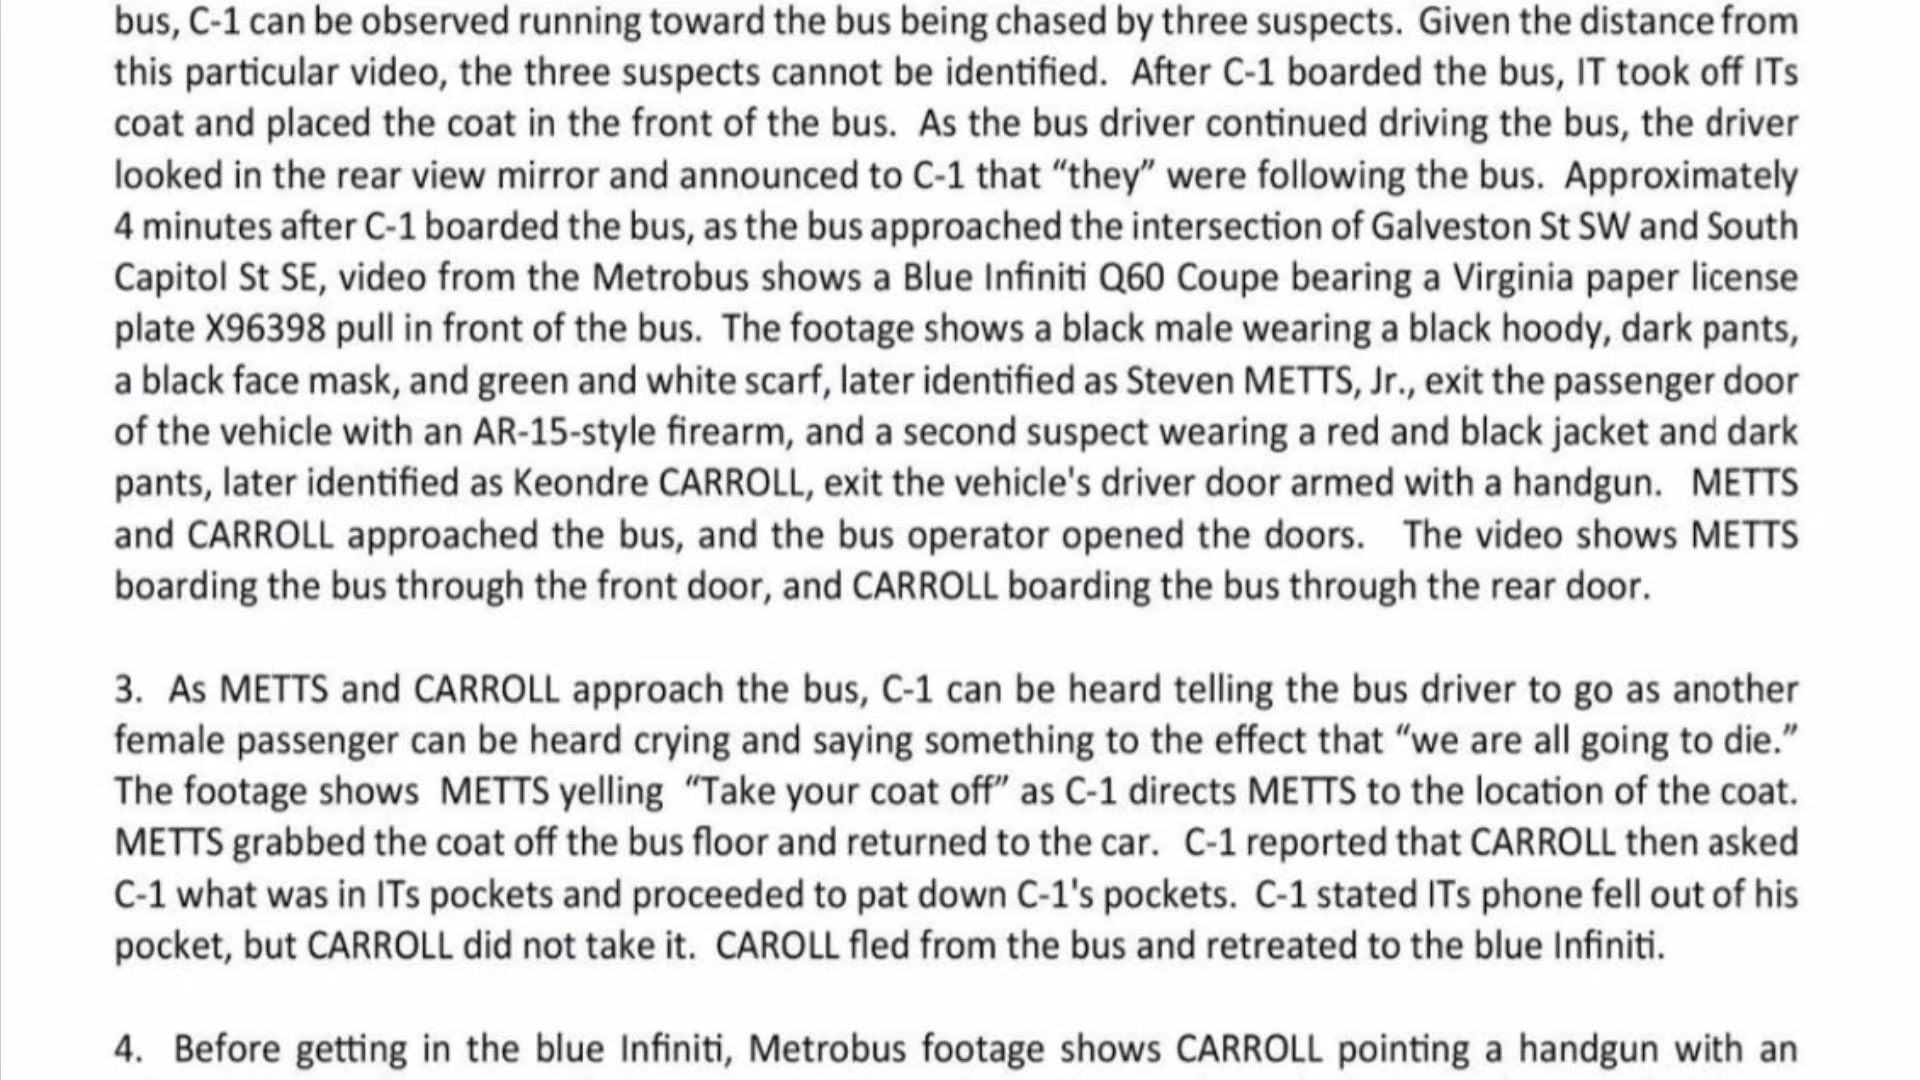 bus, C-1 can be observed running toward the bus being chased by three suspects. Given the distance from
this particular video, the three suspects cannot be identified. After C-1 boarded the bus, IT took off ITs
coat and placed the coat in the front of the bus. As the bus driver continued driving the bus, the driver
looked in the rear view mirror and announced to C-1 that “they” were following the bus. Approximately
4 minutes after C-1 boarded the bus, as the bus approached the intersection of Galveston St SW and South
Capitol St SE, video from the Metrobus shows a Blue Infiniti Q60 Coupe bearing a Virginia paper license
plate X96398 pull in front of the bus. The footage shows a black male wearing a black hoody, dark pants,
a black face mask, and green and white scarf, later identified as Steven METTS, Jr., exit the passenger door
of the vehicle with an AR-15-style firearm, and a second suspect wearing a red and black jacket and dark
pants, later identified as Keondre CARROLL, exit the vehicle's driver door armed with a handgun. METTS
and CARROLL approached the bus, and the bus operator opened the doors. The video shows METTS
boarding the bus through the front door, and CARROLL boarding the bus through the rear door.
3. As METTS and CARROLL approach the bus, C-1 can be heard telling the bus driver to go as another
female passenger can be heard crying and saying something to the effect that “we are all going to die.”
The footage shows METTS yelling “Take your coat off” as C-1 directs METTS to the location of the coat.
METTS grabbed the coat off the bus floor and returned to the car. C-1 reported that CARROLL then asked
C-1 what was in ITs pockets and proceeded to pat down C-1's pockets. C-1 stated ITs phone fell out of his
pocket, but CARROLL did not take it. CAROLL fled from the bus and retreated to the blue Infiniti.
4. Before getting in the blue Infiniti, Metrobus footage shows CARROLL pointing a handgun with an